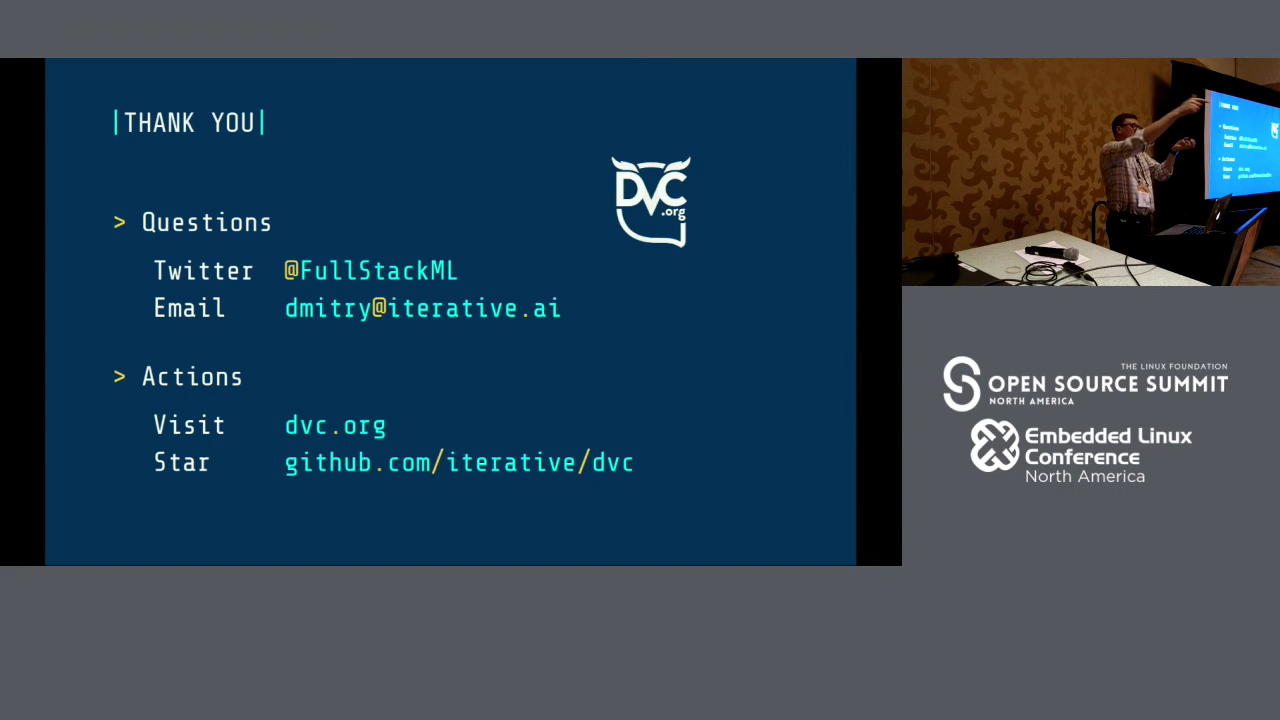 |THANK YOU|
DVC
.org
> Questions
Twitter @FullStackML
Email dmitry@iterative.ai
> Actions
Visit dvc.org
Star github.com/iterative/dvc
THE LINUX FOUNDATION
OPEN SOURCE SUMMIT
NORTH AMERICA
Embedded Linux
Conference
North America